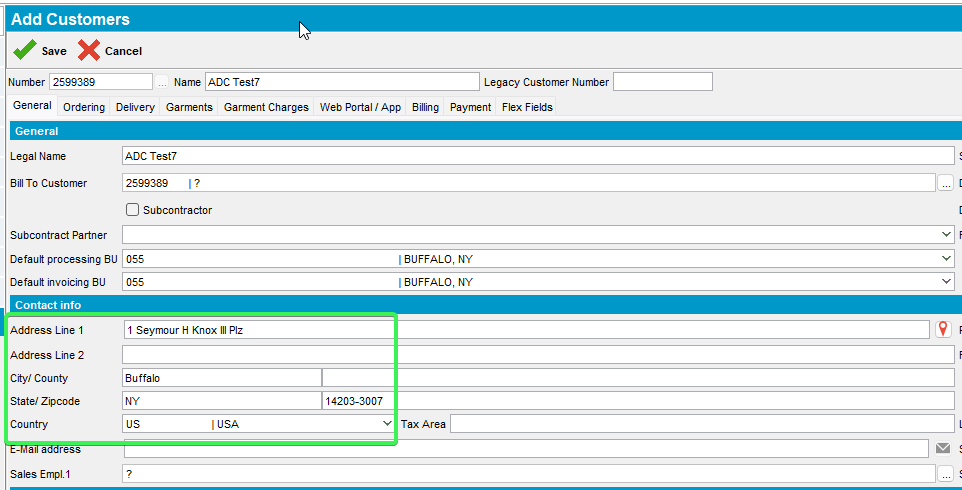 Add Customers
Save Cancel
Number 2599389 ... Name ADC Test7 Legacy Customer Number
General Ordering Delivery Garments Garment Charges Web Portal / App Billing Payment Flex Fields
General
Legal Name ADC Test7 S
Bill To Customer 2599389 | ? ... D
Subcontractor D
Subcontract Partner F
Default processing BU 055 | BUFFALO, NY
Default invoicing BU 055 | BUFFALO, NY
Contact info
Address Line 1 1 Seymour H Knox III Plz
Address Line 2
City/ County Buffalo
State/ Zipcode NY 14203-3007
Country US | USA Tax Area
E-Mail address
Sales Empl.1 ? ...